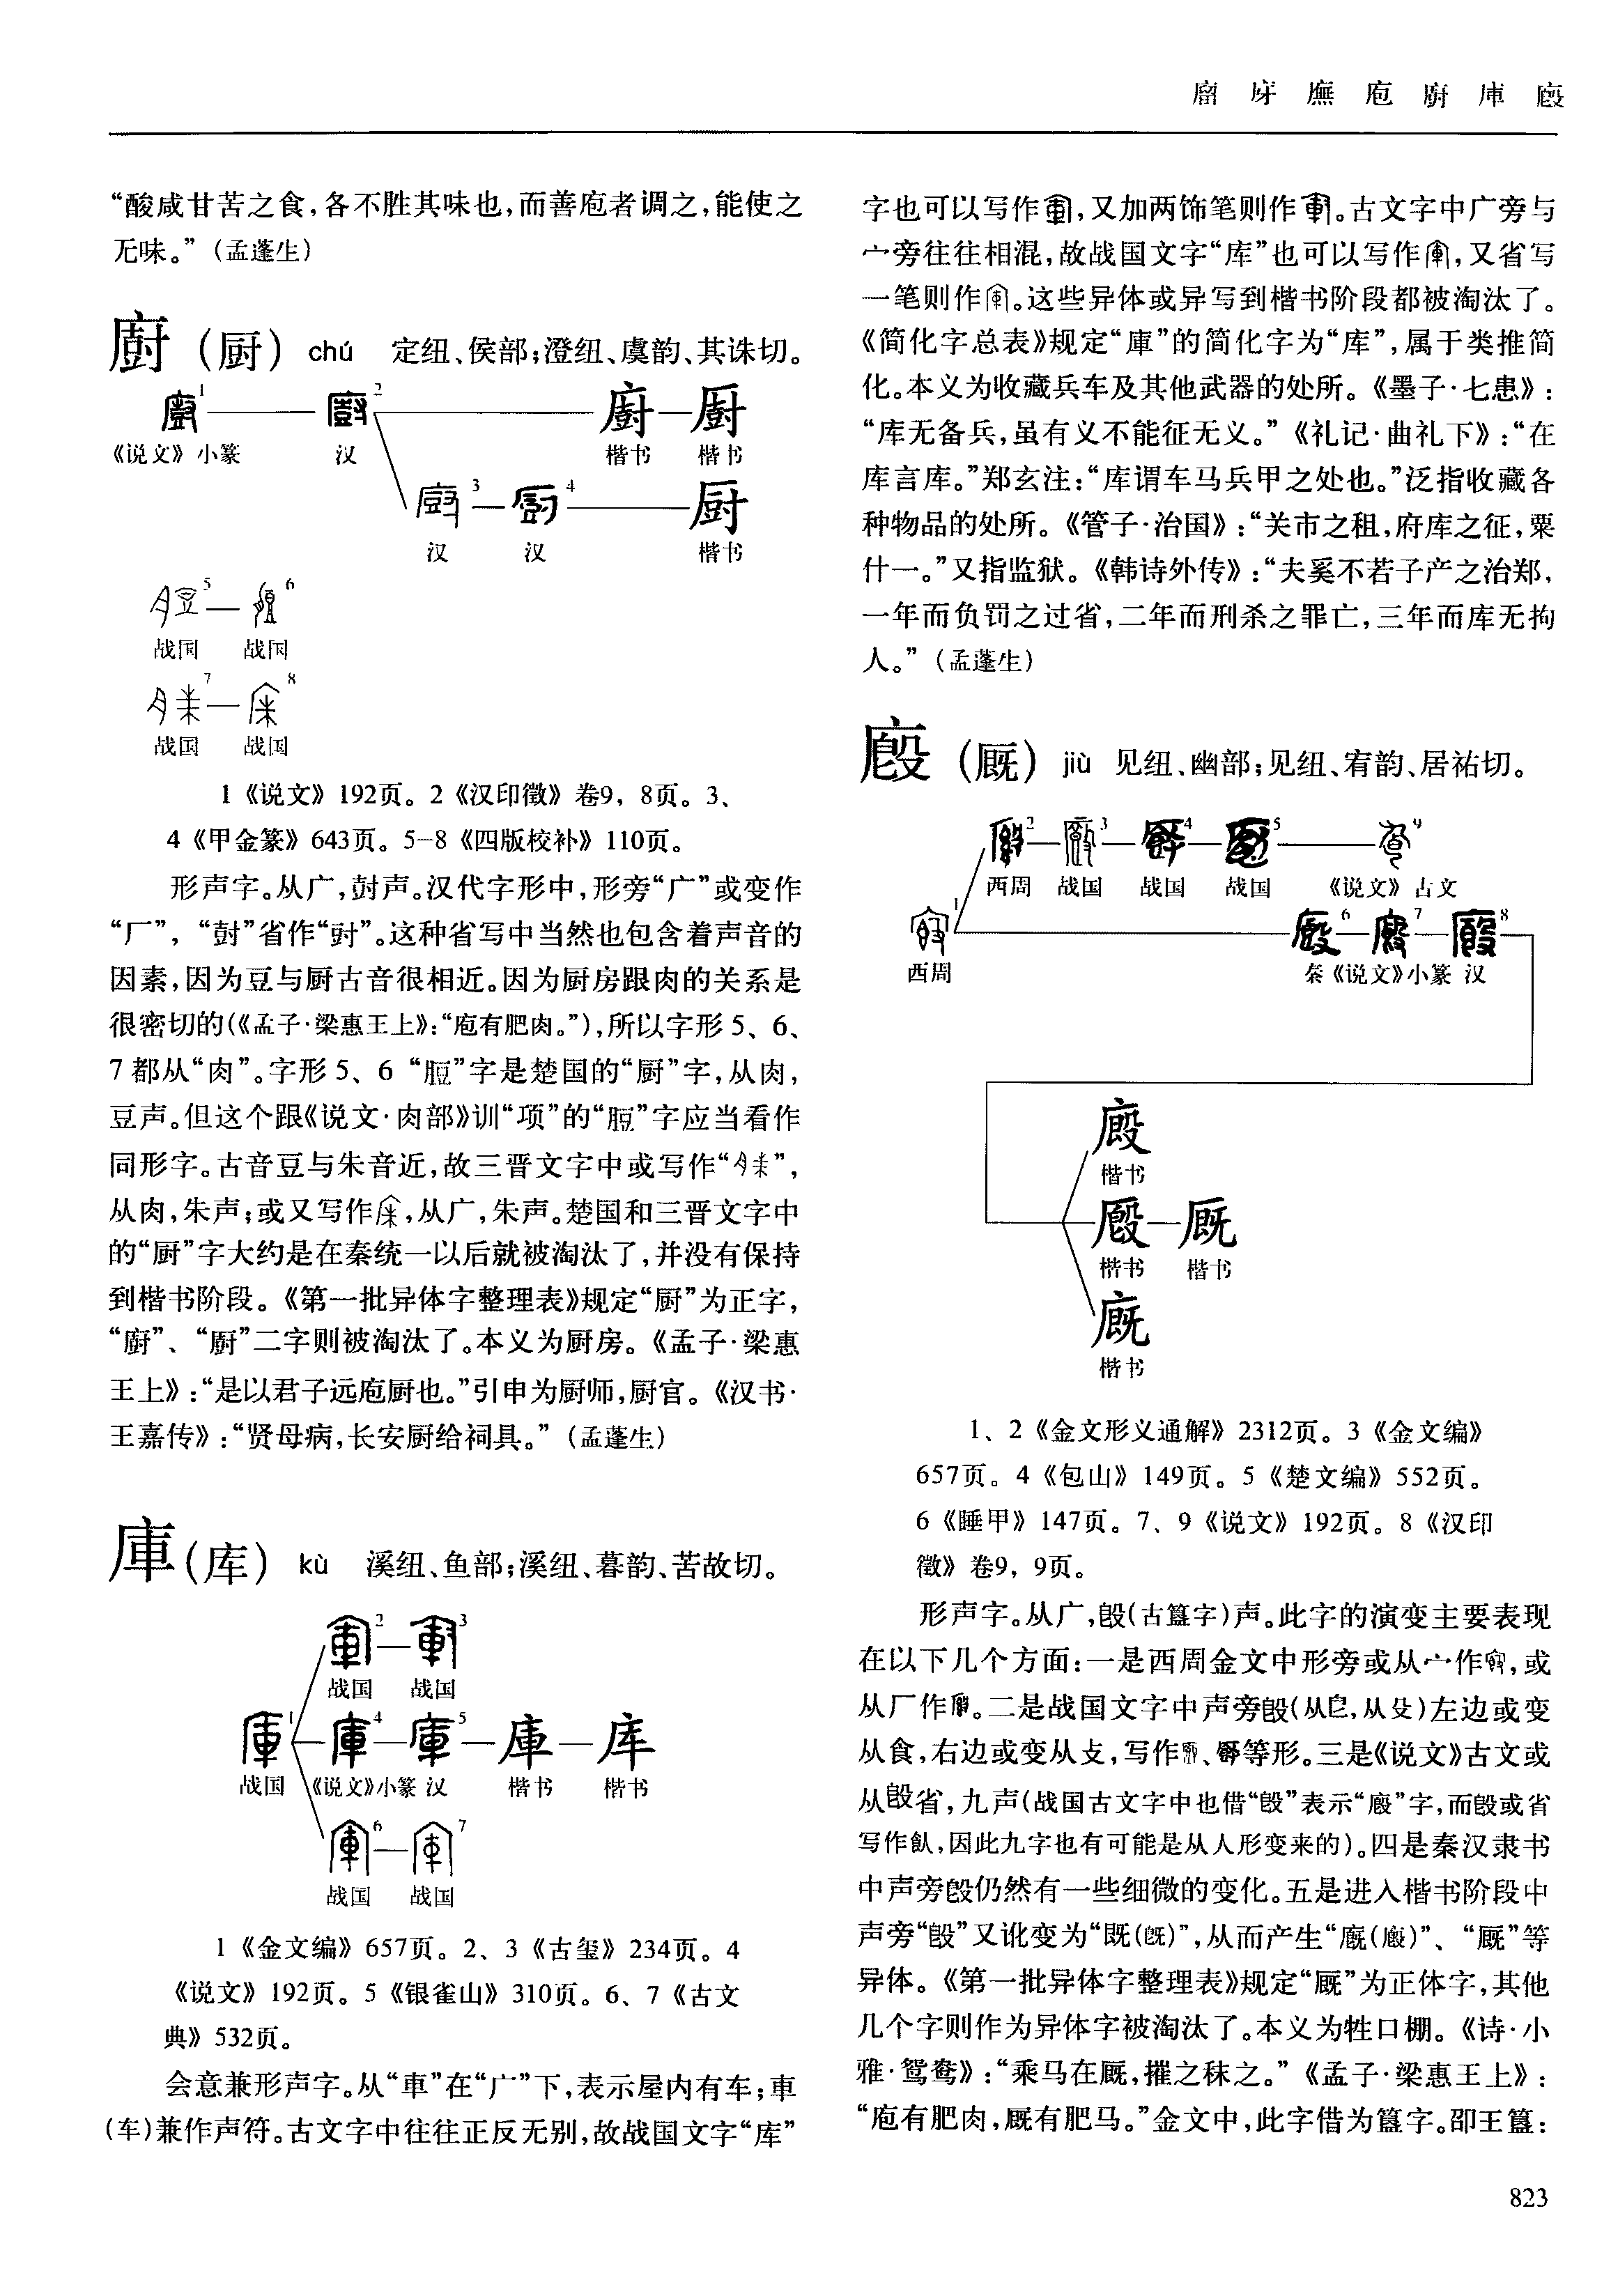 廇 庌 廡 庖 廚 庫 廏
“酸咸甘苦之食,各不胜其味也,而善庖者调之,能使之
无味。”(孟蓬生)
廚(厨) chú 定纽、侯部;澄纽、虞韵、其诛切。
1 2
《说文》小篆 汉
廚 厨
楷书 楷书
3 4
厨
汉 汉 楷书
5 6
战国 战国
7 8
战国 战国
1《说文》192页。2《汉印徵》卷9,8页。3、
4《甲金篆》643页。5-8《四版校补》110页。
形声字。从广,尌声。汉代字形中,形旁“广”或变作
“厂”,“尌”省作“㪷”。这种省写中当然也包含着声音的
因素,因为豆与厨古音很相近。因为厨房跟肉的关系是
很密切的(《孟子·梁惠王上》:“庖有肥肉。”),所以字形5、6、
7都从“肉”。字形5、6“脰”字是楚国的“厨”字,从肉,
豆声。但这个跟《说文·肉部》训“项”的“脰”字应当看作
同形字。古音豆与朱音近,故三晋文字中或写作“”,
从肉,朱声;或又写作,从广,朱声。楚国和三晋文字中
的“厨”字大约是在秦统一以后就被淘汰了,并没有保持
到楷书阶段。《第一批异体字整理表》规定“厨”为正字,
“廚”、“厨”二字则被淘汰了。本义为厨房。《孟子·梁惠
王上》:“是以君子远庖厨也。”引申为厨师,厨官。《汉书·
王嘉传》:“贤母病,长安厨给祠具。”(孟蓬生)
庫(库) kù 溪纽、鱼部;溪纽、暮韵、苦故切。
2 3
战国 战国
1 4 5 庫 库
战国 《说文》小篆 汉 楷书 楷书
6 7
战国 战国
1《金文编》657页。2、3《古玺》234页。4
《说文》192页。5《银雀山》310页。6、7《古文
典》532页。
会意兼形声字。从“車”在“广”下,表示屋内有车;車
(车)兼作声符。古文字中往往正反无别,故战国文字“库”
字也可以写作,又加两饰笔则作。古文字中广旁与
宀旁往往相混,故战国文字“库”也可以写作,又省写
一笔则作。这些异体或异写到楷书阶段都被淘汰了。
《简化字总表》规定“庫”的简化字为“库”,属于类推简
化。本义为收藏兵车及其他武器的处所。《墨子·七患》:
“库无备兵,虽有义不能征无义。”《礼记·曲礼下》:“在
库言库。”郑玄注:“库谓车马兵甲之处也。”泛指收藏各
种物品的处所。《管子·治国》:“关市之租,府库之征,粟
什一。”又指监狱。《韩诗外传》:“夫奚不若子产之治郑,
一年而负罚之过省,二年而刑杀之罪亡,三年而库无拘
人。”(孟蓬生)
廏(厩) jiù 见纽、幽部;见纽、宥韵、居祐切。
2 3 4 5 9
西周 战国 战国 战国 《说文》古文
1 6 7 8
西周 秦《说文》小篆 汉
廏
楷书
厩
楷书 楷书
廐
楷书
1、2《金文形义通解》2312页。3《金文编》
657页。4《包山》149页。5《楚文编》552页。
6《睡甲》147页。7、9《说文》192页。8《汉印
徵》卷9,9页。
形声字。从广,㲃(古簋字)声。此字的演变主要表现
在以下几个方面:一是西周金文中形旁或从宀作,或
从厂作。二是战国文字中声旁㲃(从皀,从殳)左边或变
从食,右边或变从攴,写作、等形。三是《说文》古文或
从㲃省,九声(战国古文字中也借“㲃”表示“廏”字,而㲃或省
写作飤,因此九字也有可能是从人形变来的)。四是秦汉隶书
中声旁㲃仍然有一些细微的变化。五是进入楷书阶段中
声旁“㲃”又讹变为“既(旣)”,从而产生“廐(廄)”、“厩”等
异体。《第一批异体字整理表》规定“厩”为正体字,其他
几个字则作为异体字被淘汰了。本义为牲口棚。《诗·小
雅·鸳鸯》:“乘马在厩,摧之秣之。”《孟子·梁惠王上》:
“庖有肥肉,厩有肥马。”金文中,此字借为簋字。卲王簋:
823